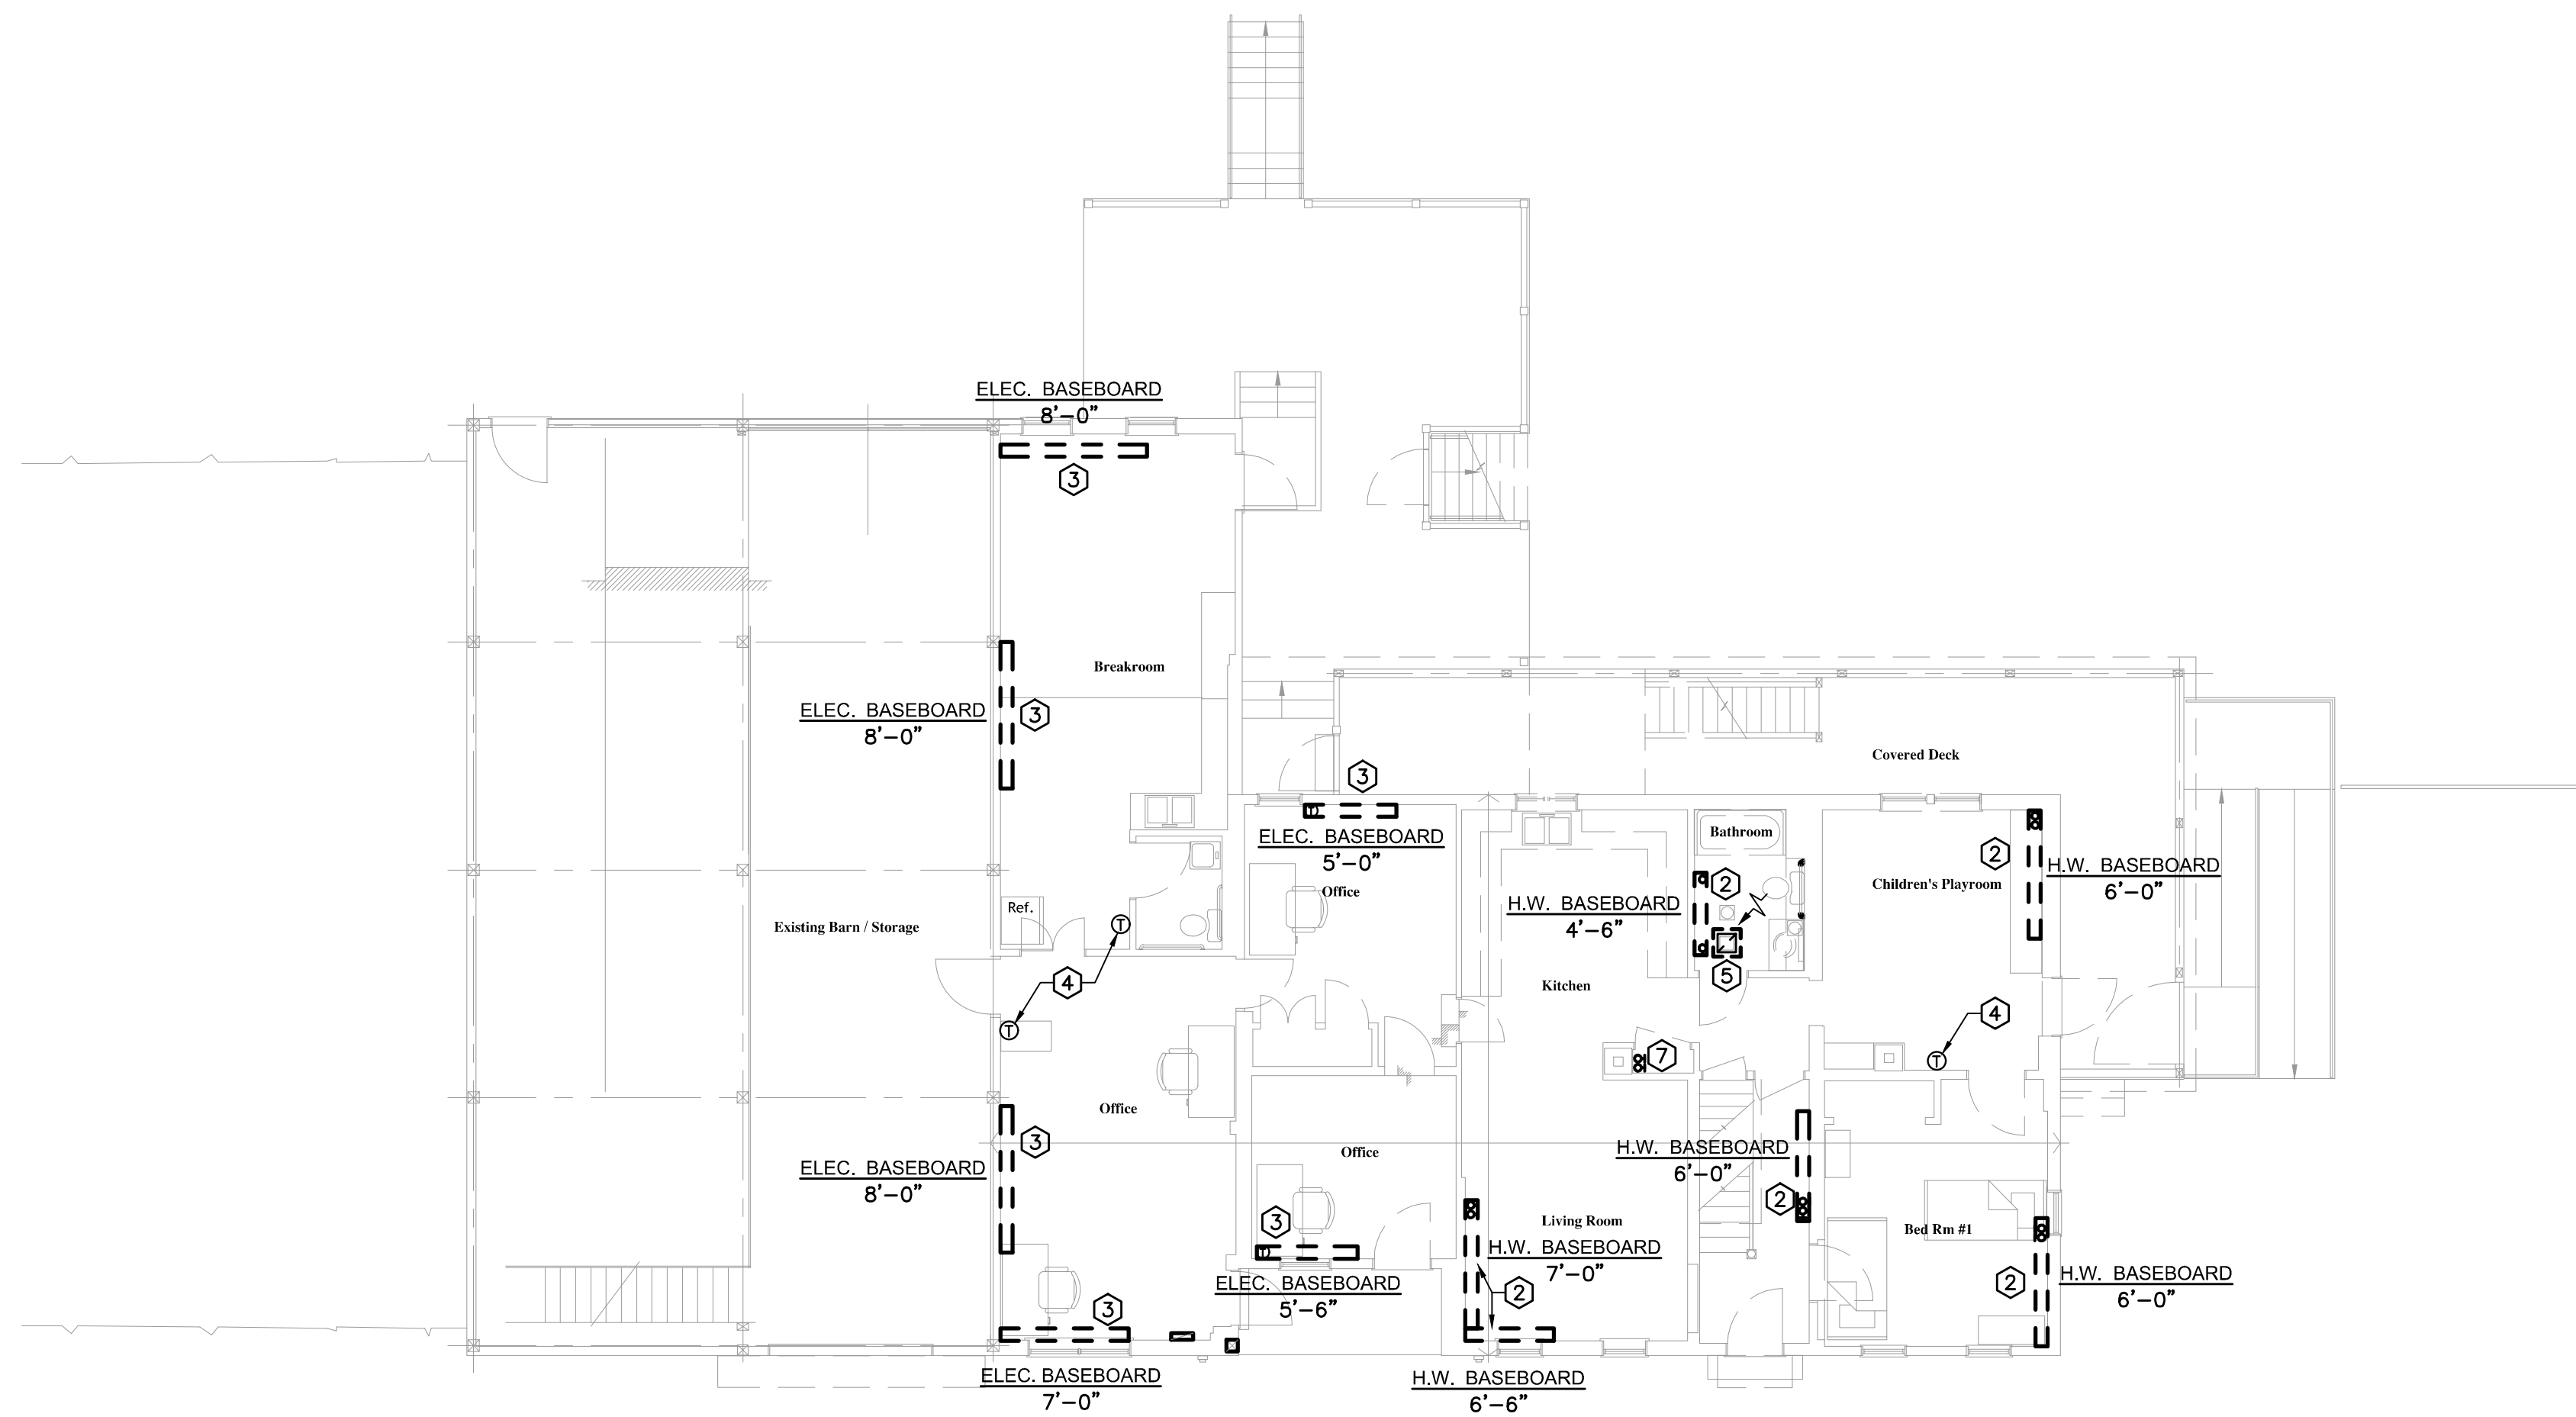 ELEC. BASEBOARD
8'-0"
3
Breakroom
ELEC. BASEBOARD
8'-0"
3
Covered Deck
3
ELEC. BASEBOARD
5'-0"
Office
Bathroom
2
H.W. BASEBOARD
6'-0"
Children's Playroom
2
H.W. BASEBOARD
4'-6"
Ref.
T
Existing Barn / Storage
5
4
Kitchen
4
T
T
7
Office
3
ELEC. BASEBOARD
8'-0"
Office
H.W. BASEBOARD
6'-0"
2
3
T
Living Room
Bed Rm #1
H.W. BASEBOARD
7'-0"
2
2
H.W. BASEBOARD
6'-0"
ELEC. BASEBOARD
5'-6"
3
ELEC. BASEBOARD
7'-0"
H.W. BASEBOARD
6'-6"